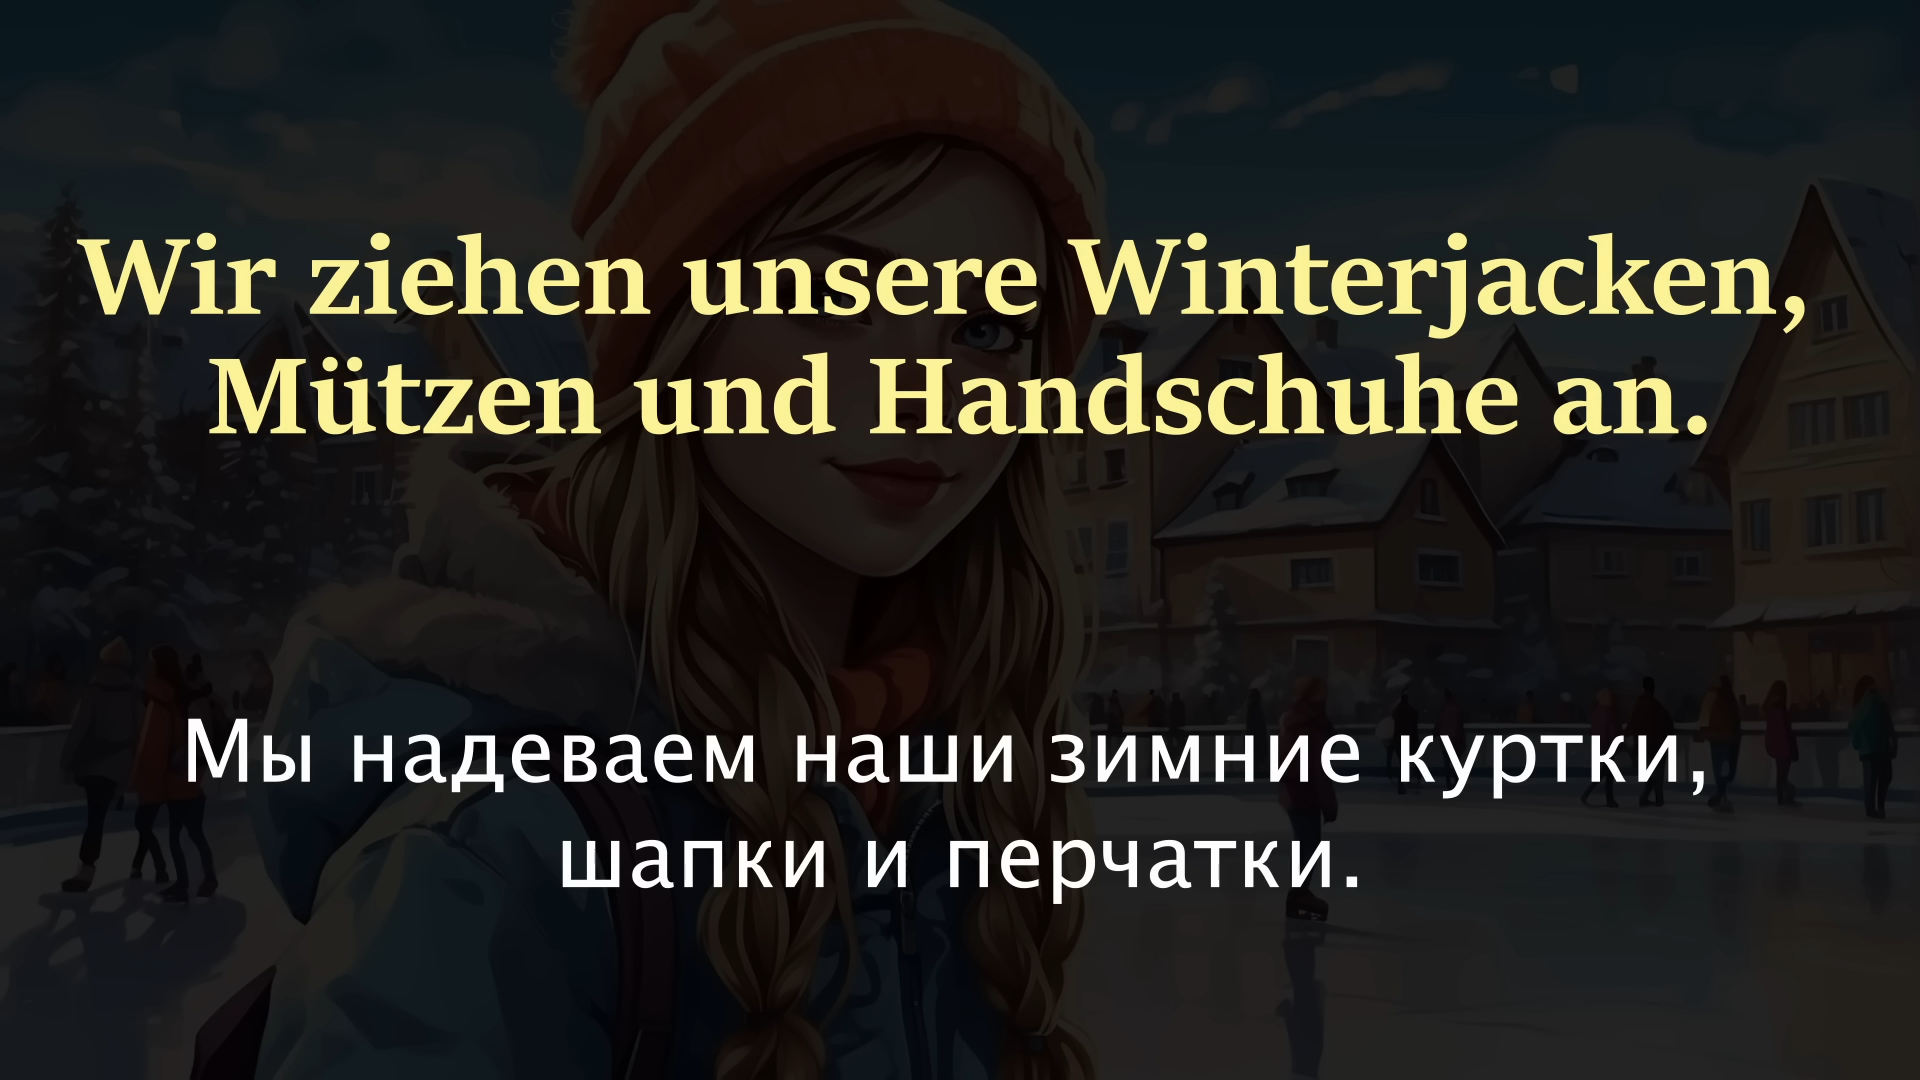 Wir ziehen unsere Winterjacken,
Mützen und Handschuhe an.
Мы надеваем наши зимние куртки,
шапки и перчатки.